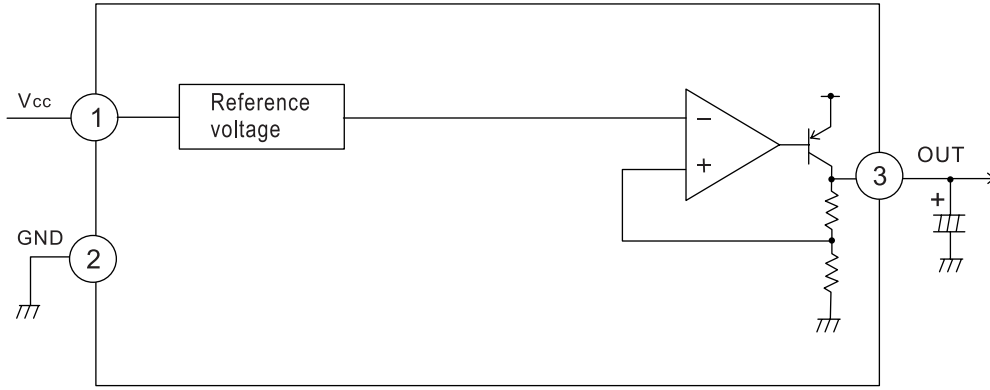 Vcc
1
Reference
voltage
−
+
3
OUT
+
GND
2